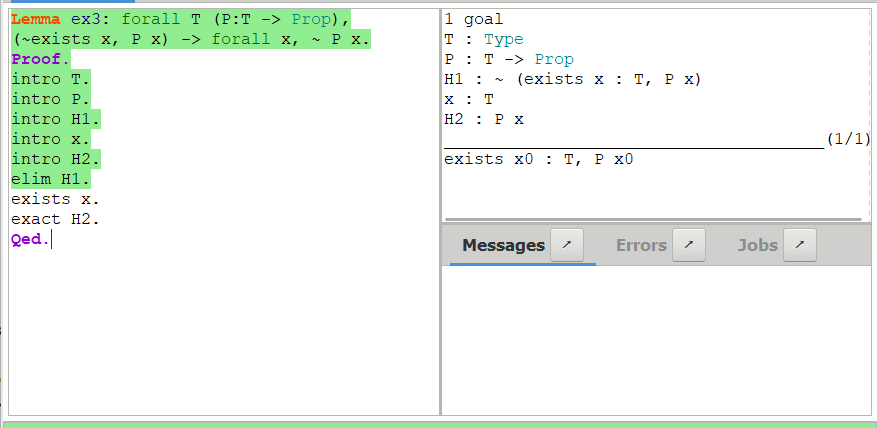 Lemma ex3: forall T (P:T -> Prop),
(~exists x, P x) -> forall x, ~ P x.
Proof.
intro T.
intro P.
intro H1.
intro x.
intro H2.
elim H1.
exists x.
exact H2.
Qed.
1 goal
T : Type
P : T -> Prop
H1 : ~ (exists x : T, P x)
x : T
H2 : P x
(1/1)
exists x0 : T, P x0
Messages Errors Jobs